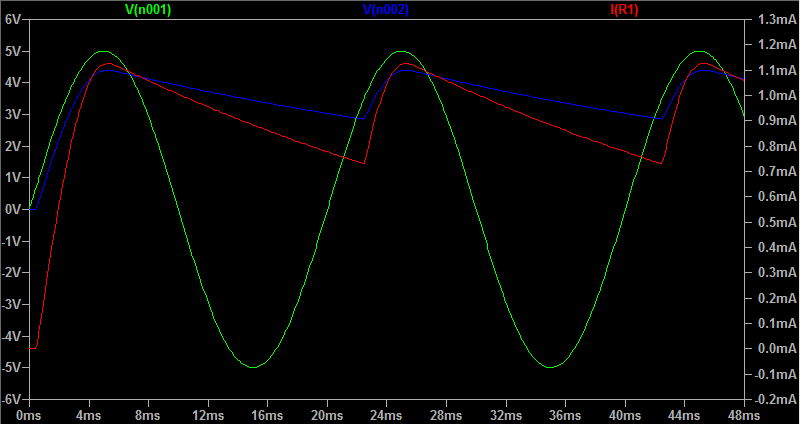 V(n001) V(n002) I(R1)
6V 1.3mA
5V 1.2mA
4V 1.1mA
3V 1.0mA
2V 0.9mA
1V 0.8mA
0V 0.7mA
-1V 0.6mA
-2V 0.5mA
-3V 0.4mA
-4V 0.3mA
-5V 0.2mA
-6V 0.1mA
0.0mA
-0.1mA
-0.2mA
0ms 4ms 8ms 12ms 16ms 20ms 24ms 28ms 32ms 36ms 40ms 44ms 48ms